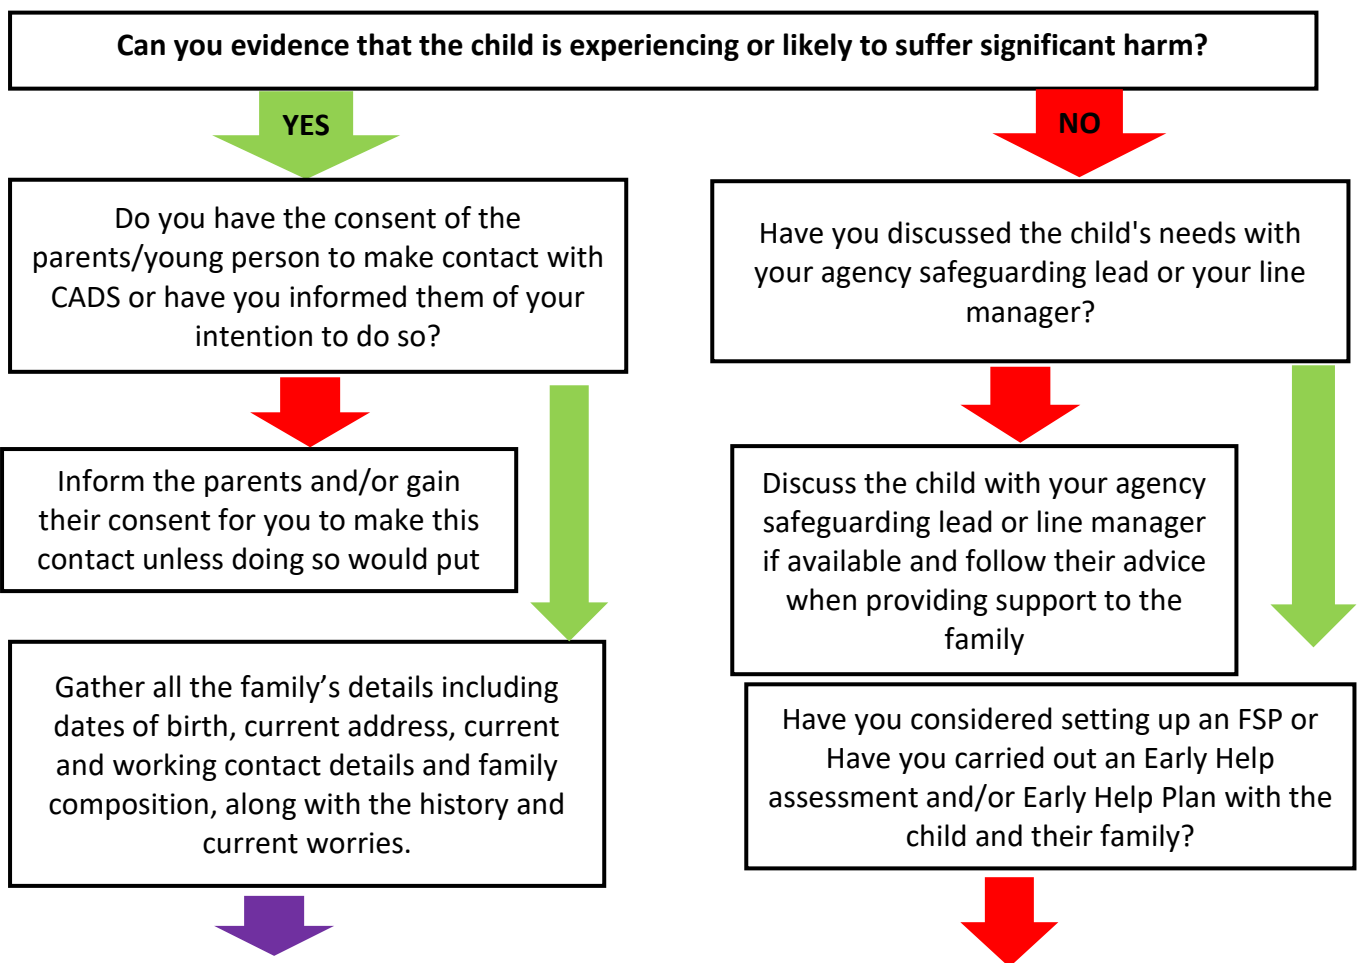 Can you evidence that the child is experiencing or likely to suffer significant harm?
YES
NO
Do you have the consent of the
parents/young person to make contact with
CADS or have you informed them of your
intention to do so?
Have you discussed the child's needs with
your agency safeguarding lead or your line
manager?
Inform the parents and/or gain
their consent for you to make this
contact unless doing so would put
Discuss the child with your agency
safeguarding lead or line manager
if available and follow their advice
when providing support to the
family
Gather all the family’s details including
dates of birth, current address, current
and working contact details and family
composition, along with the history and
current worries.
Have you considered setting up an FSP or
Have you carried out an Early Help
assessment and/or Early Help Plan with the
child and their family?